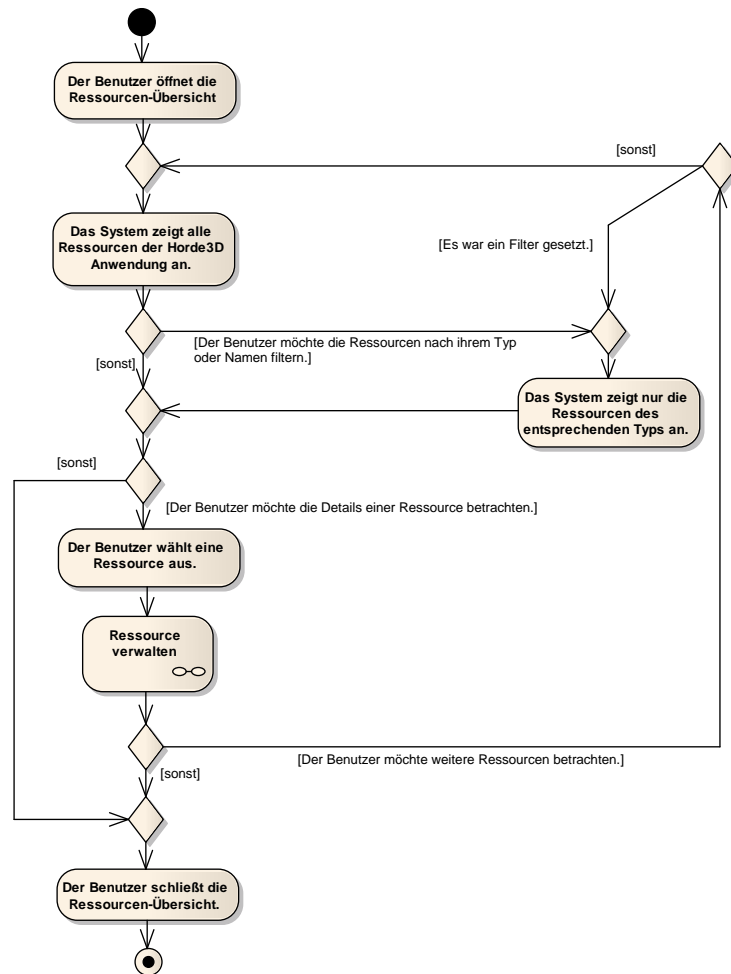 Der Benutzer öffnet die
Ressourcen-Übersicht
[sonst]
Das System zeigt alle
Ressourcen der Horde3D
Anwendung an.
[Es war ein Filter gesetzt.]
[Der Benutzer möchte die Ressourcen nach ihrem Typ
oder Namen filtern.]
[sonst]
Das System zeigt nur die
Ressourcen des
entsprechenden Typs an.
[sonst]
[Der Benutzer möchte die Details einer Ressource betrachten.]
Der Benutzer wählt eine
Ressource aus.
Ressource
verwalten
[Der Benutzer möchte weitere Ressourcen betrachten.]
[sonst]
Der Benutzer schließt die
Ressourcen-Übersicht.